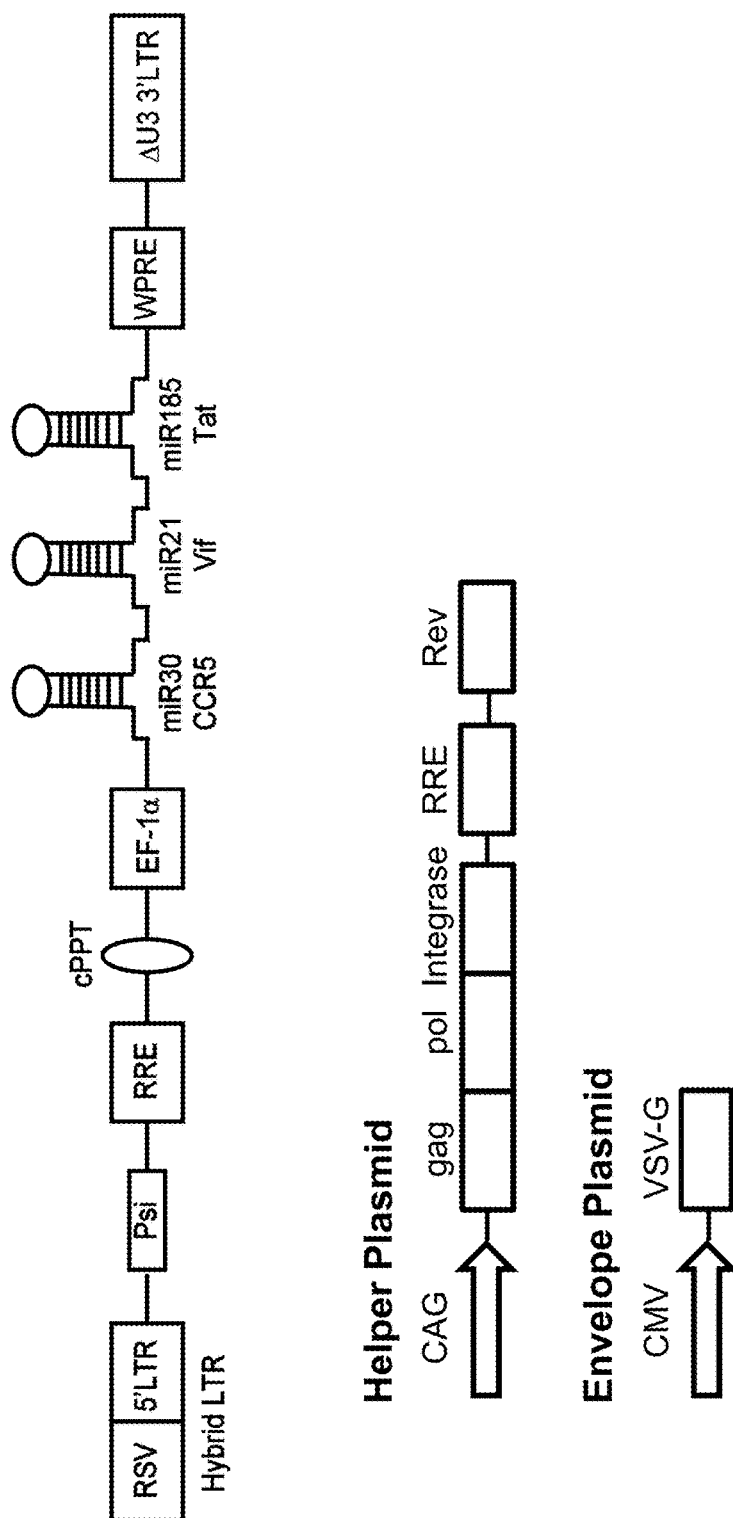 RSV
5'LTR
Hybrid LTR
Psi
RRE
cPPT
EF-1α
miR30
CCR5
miR21
Vif
miR185
Tat
WPRE
ΔU3 3'LTR
Helper Plasmid
CAG
gag
pol
Integrase
RRE
Rev
Envelope Plasmid
CMV
VSV-G